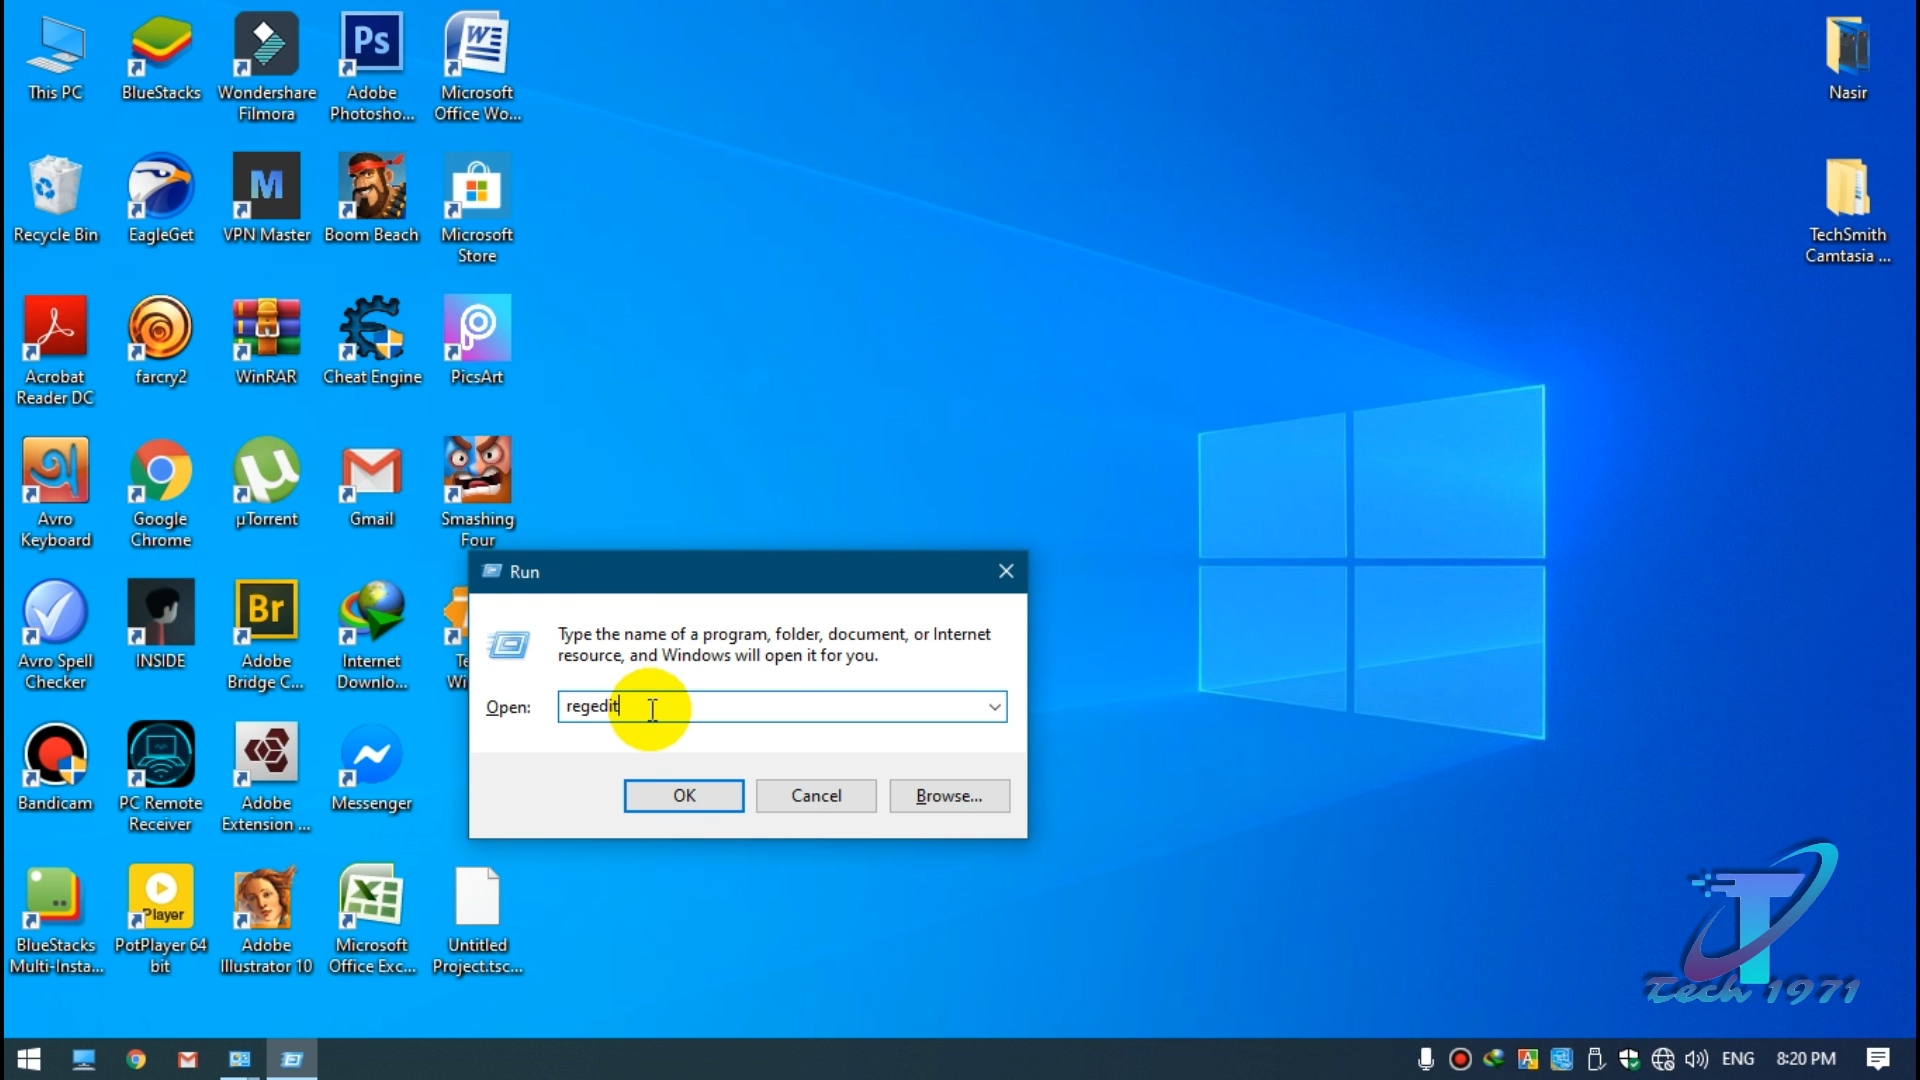 This PC
BlueStacks
Wondershare
Filmora
Ps
Adobe
Photosho...
W
Microsoft
Office Wo...
Nasir
Recycle Bin
EagleGet
M
VPN Master
Boom Beach
Microsoft
Store
TechSmith
Camtasia ...
Acrobat
Reader DC
farcry2
WinRAR
Cheat Engine
PicsArt
অ
Avro
Keyboard
Google
Chrome
µ
µTorrent
Gmail
Smashing
Four
Avro Spell
Checker
INSIDE
Br
Adobe
Bridge C...
Internet
Downlo...
Te
Wi
Run
Type the name of a program, folder, document, or Internet
resource, and Windows will open it for you.
Open:
regedit
OK
Cancel
Browse...
Bandicam
PC Remote
Receiver
Adobe
Extension ...
Messenger
BlueStacks
Multi-Insta...
Player
PotPlayer 64
bit
Adobe
Illustrator 10
X
Microsoft
Office Exc...
Untitled
Project.tsc...
T
Tech 1971
A
ENG
8:20 PM